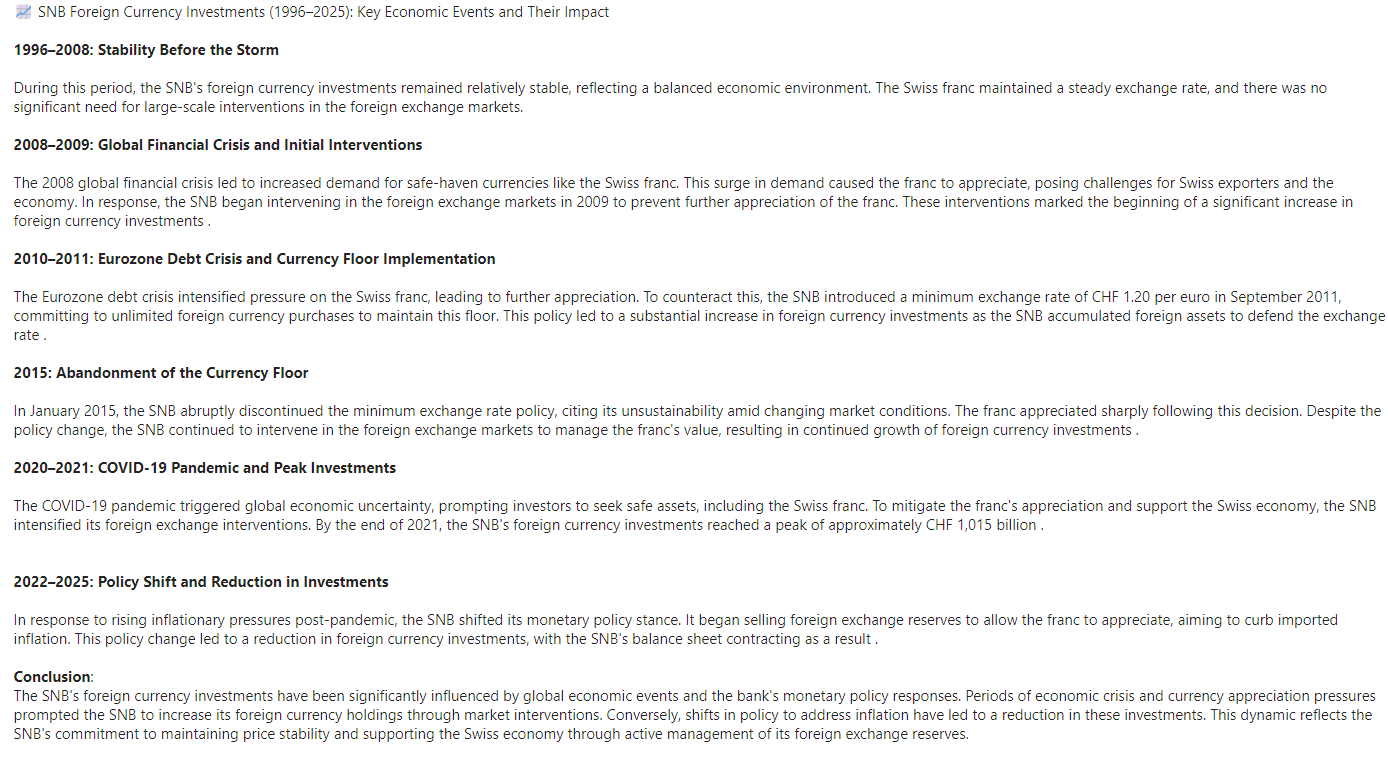 📈 SNB Foreign Currency Investments (1996–2025): Key Economic Events and Their Impact
1996–2008: Stability Before the Storm
During this period, the SNB's foreign currency investments remained relatively stable, reflecting a balanced economic environment. The Swiss franc maintained a steady exchange rate, and there was no
significant need for large-scale interventions in the foreign exchange markets.
2008–2009: Global Financial Crisis and Initial Interventions
The 2008 global financial crisis led to increased demand for safe-haven currencies like the Swiss franc. This surge in demand caused the franc to appreciate, posing challenges for Swiss exporters and the
economy. In response, the SNB began intervening in the foreign exchange markets in 2009 to prevent further appreciation of the franc. These interventions marked the beginning of a significant increase in
foreign currency investments .
2010–2011: Eurozone Debt Crisis and Currency Floor Implementation
The Eurozone debt crisis intensified pressure on the Swiss franc, leading to further appreciation. To counteract this, the SNB introduced a minimum exchange rate of CHF 1.20 per euro in September 2011,
committing to unlimited foreign currency purchases to maintain this floor. This policy led to a substantial increase in foreign currency investments as the SNB accumulated foreign assets to defend the exchange
rate .
2015: Abandonment of the Currency Floor
In January 2015, the SNB abruptly discontinued the minimum exchange rate policy, citing its unsustainability amid changing market conditions. The franc appreciated sharply following this decision. Despite the
policy change, the SNB continued to intervene in the foreign exchange markets to manage the franc's value, resulting in continued growth of foreign currency investments .
2020–2021: COVID-19 Pandemic and Peak Investments
The COVID-19 pandemic triggered global economic uncertainty, prompting investors to seek safe assets, including the Swiss franc. To mitigate the franc's appreciation and support the Swiss economy, the SNB
intensified its foreign exchange interventions. By the end of 2021, the SNB's foreign currency investments reached a peak of approximately CHF 1,015 billion .
2022–2025: Policy Shift and Reduction in Investments
In response to rising inflationary pressures post-pandemic, the SNB shifted its monetary policy stance. It began selling foreign exchange reserves to allow the franc to appreciate, aiming to curb imported
inflation. This policy change led to a reduction in foreign currency investments, with the SNB's balance sheet contracting as a result .
Conclusion:
The SNB's foreign currency investments have been significantly influenced by global economic events and the bank's monetary policy responses. Periods of economic crisis and currency appreciation pressures
prompted the SNB to increase its foreign currency holdings through market interventions. Conversely, shifts in policy to address inflation have led to a reduction in these investments. This dynamic reflects the
SNB's commitment to maintaining price stability and supporting the Swiss economy through active management of its foreign exchange reserves.